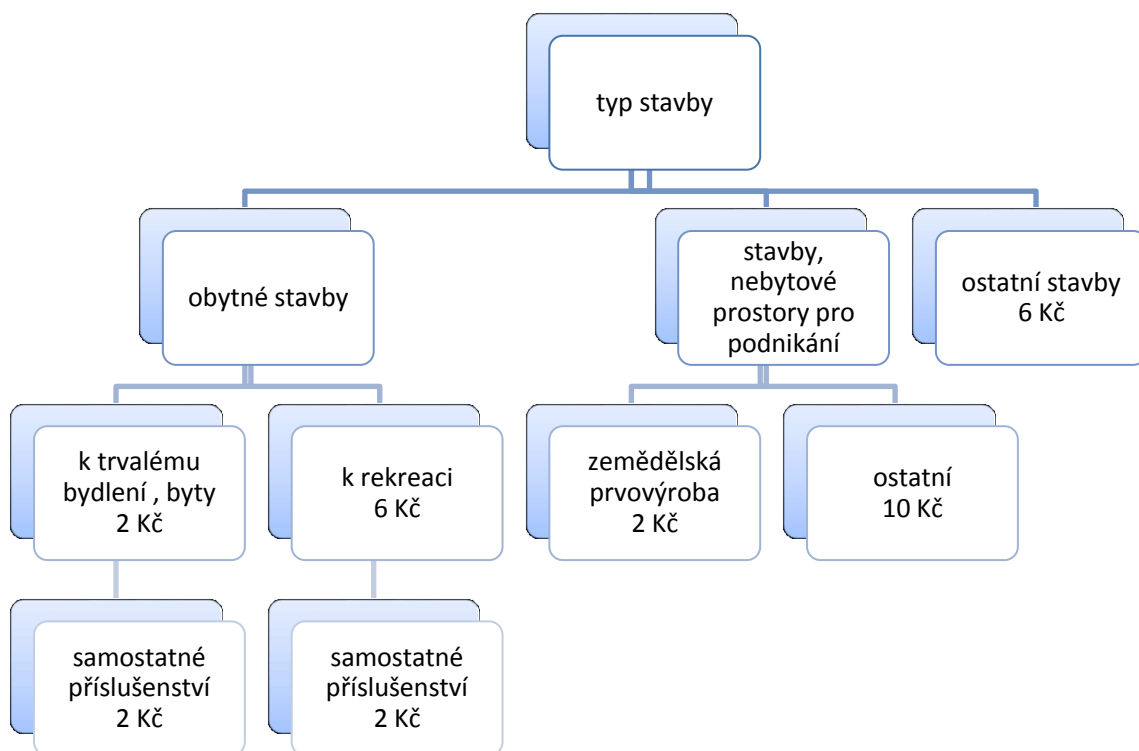 typ stavby
obytné stavby
stavby,
nebytové
prostory pro
podnikání
ostatní stavby
6 Kč
k trvalému
bydlení , byty
2 Kč
k rekreaci
6 Kč
zemědělská
prvovýroba
2 Kč
ostatní
10 Kč
samostatné
příslušenství
2 Kč
samostatné
příslušenství
2 Kč